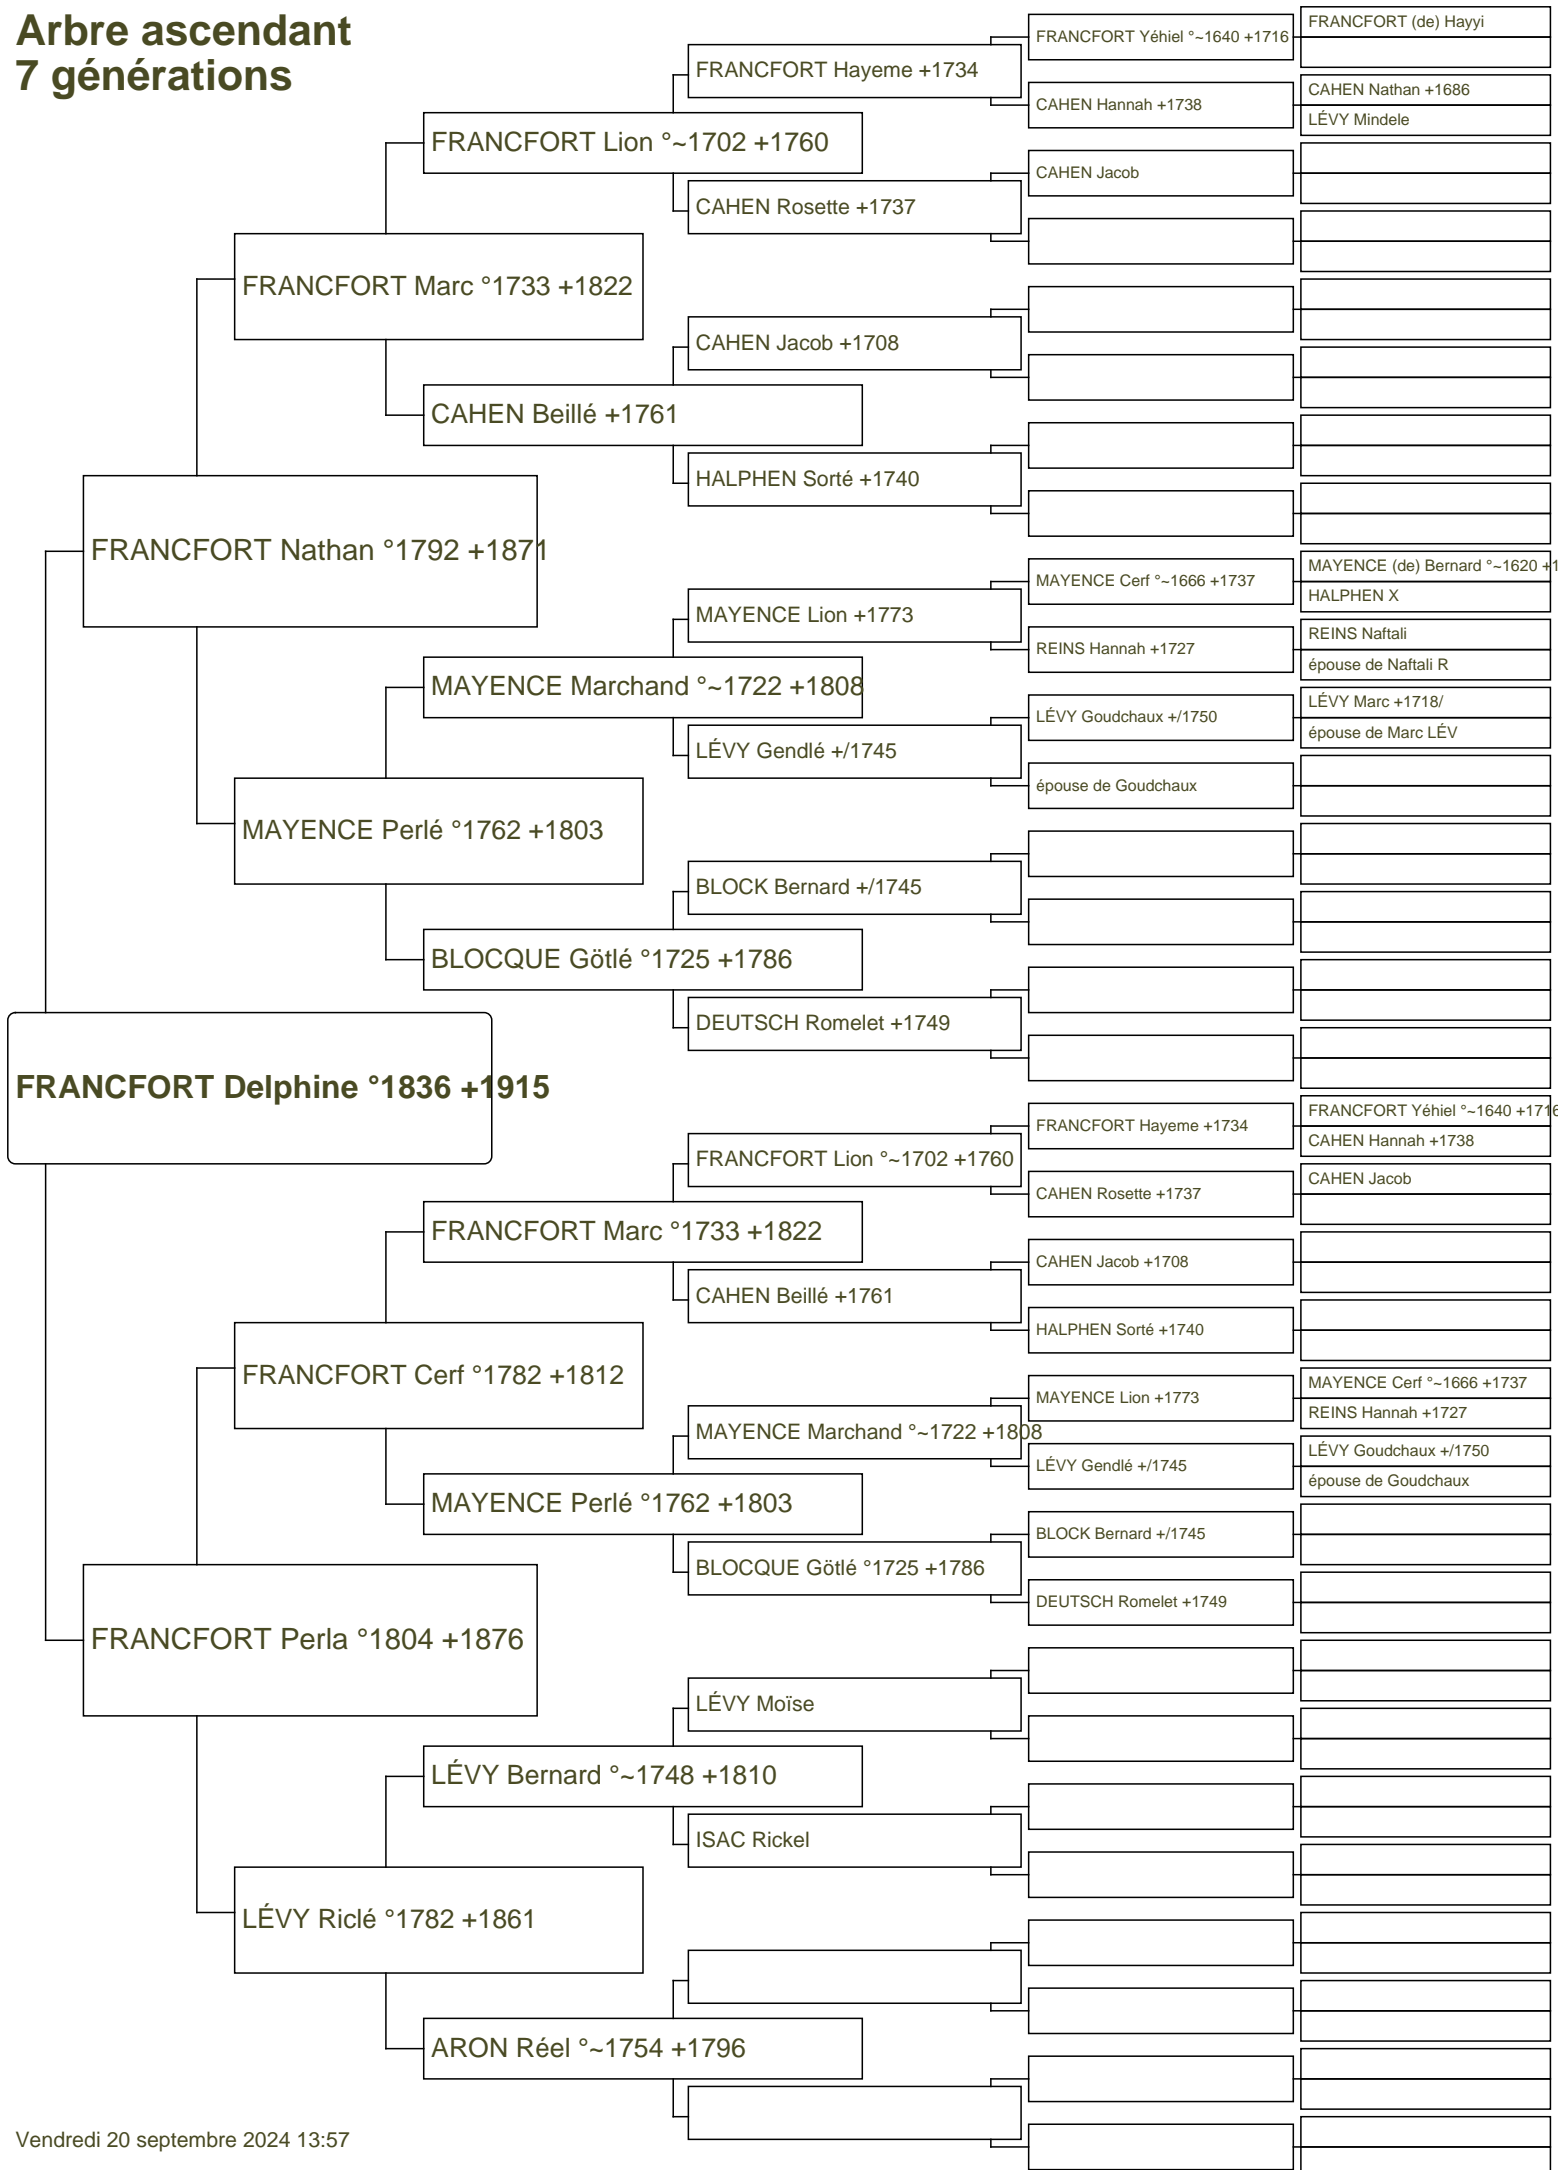 Arbre ascendant
7 générations
FRANCFORT (de) Hayyi
FRANCFORT Yéhiel °~1640 +1716
FRANCFORT Hayeme +1734
CAHEN Nathan +1686
CAHEN Hannah +1738
LÉVY Mindele
FRANCFORT Lion °~1702 +1760
CAHEN Jacob
CAHEN Rosette +1737
FRANCFORT Marc °1733 +1822
CAHEN Jacob +1708
CAHEN Beillé +1761
HALPHEN Sorté +1740
FRANCFORT Nathan °1792 +1871
MAYENCE (de) Bernard °~1620 +1
MAYENCE Cerf °~1666 +1737
HALPHEN X
MAYENCE Lion +1773
REINS Naftali
REINS Hannah +1727
épouse de Naftali R
MAYENCE Marchand °~1722 +1808
LÉVY Marc +1718/
LÉVY Goudchaux +/1750
épouse de Marc LÉV
LÉVY Gendlé +/1745
épouse de Goudchaux
MAYENCE Perlé °1762 +1803
BLOCK Bernard +/1745
BLOCQUE Götlé °1725 +1786
DEUTSCH Romelet +1749
FRANCFORT Delphine °1836 +1915
FRANCFORT Yéhiel °~1640 +1716
FRANCFORT Hayeme +1734
CAHEN Hannah +1738
FRANCFORT Lion °~1702 +1760
CAHEN Jacob
CAHEN Rosette +1737
FRANCFORT Marc °1733 +1822
CAHEN Jacob +1708
CAHEN Beillé +1761
HALPHEN Sorté +1740
FRANCFORT Cerf °1782 +1812
MAYENCE Cerf °~1666 +1737
MAYENCE Lion +1773
REINS Hannah +1727
MAYENCE Marchand °~1722 +1808
LÉVY Goudchaux +/1750
LÉVY Gendlé +/1745
épouse de Goudchaux
MAYENCE Perlé °1762 +1803
BLOCK Bernard +/1745
BLOCQUE Götlé °1725 +1786
DEUTSCH Romelet +1749
FRANCFORT Perla °1804 +1876
LÉVY Moïse
LÉVY Bernard °~1748 +1810
ISAC Rickel
LÉVY Riclé °1782 +1861
ARON Réel °~1754 +1796
Vendredi 20 septembre 2024 13:57